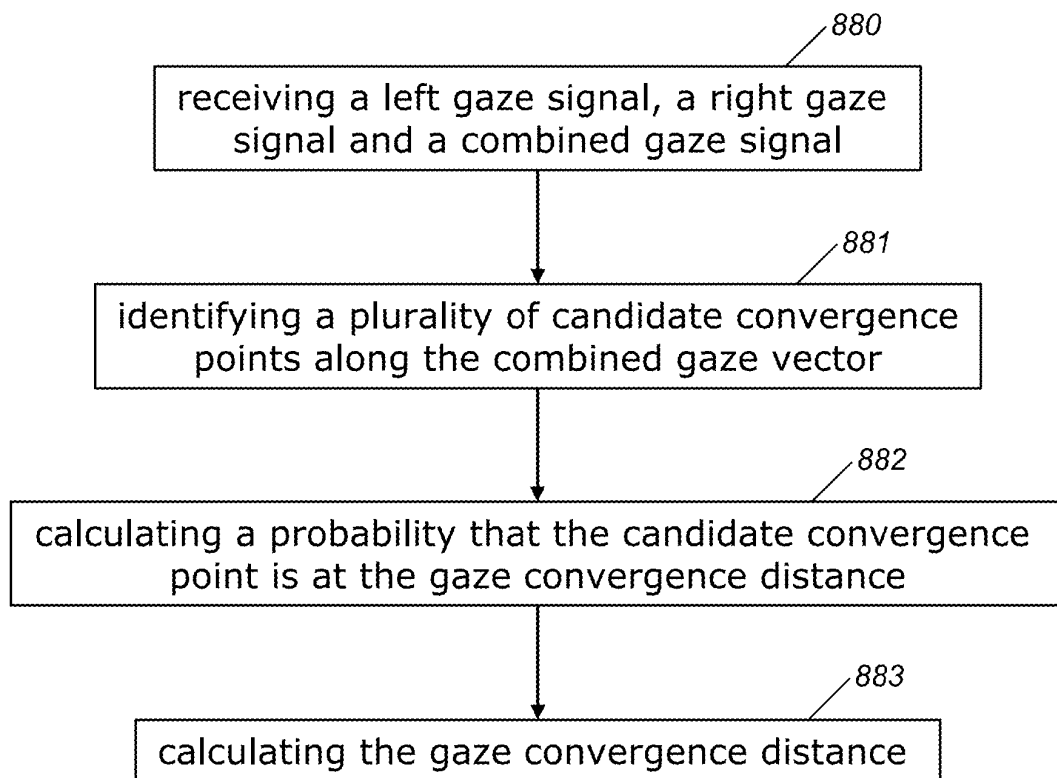 880
receiving a left gaze signal, a right gaze
signal and a combined gaze signal
881
identifying a plurality of candidate convergence
points along the combined gaze vector
882
calculating a probability that the candidate convergence
point is at the gaze convergence distance
883
calculating the gaze convergence distance